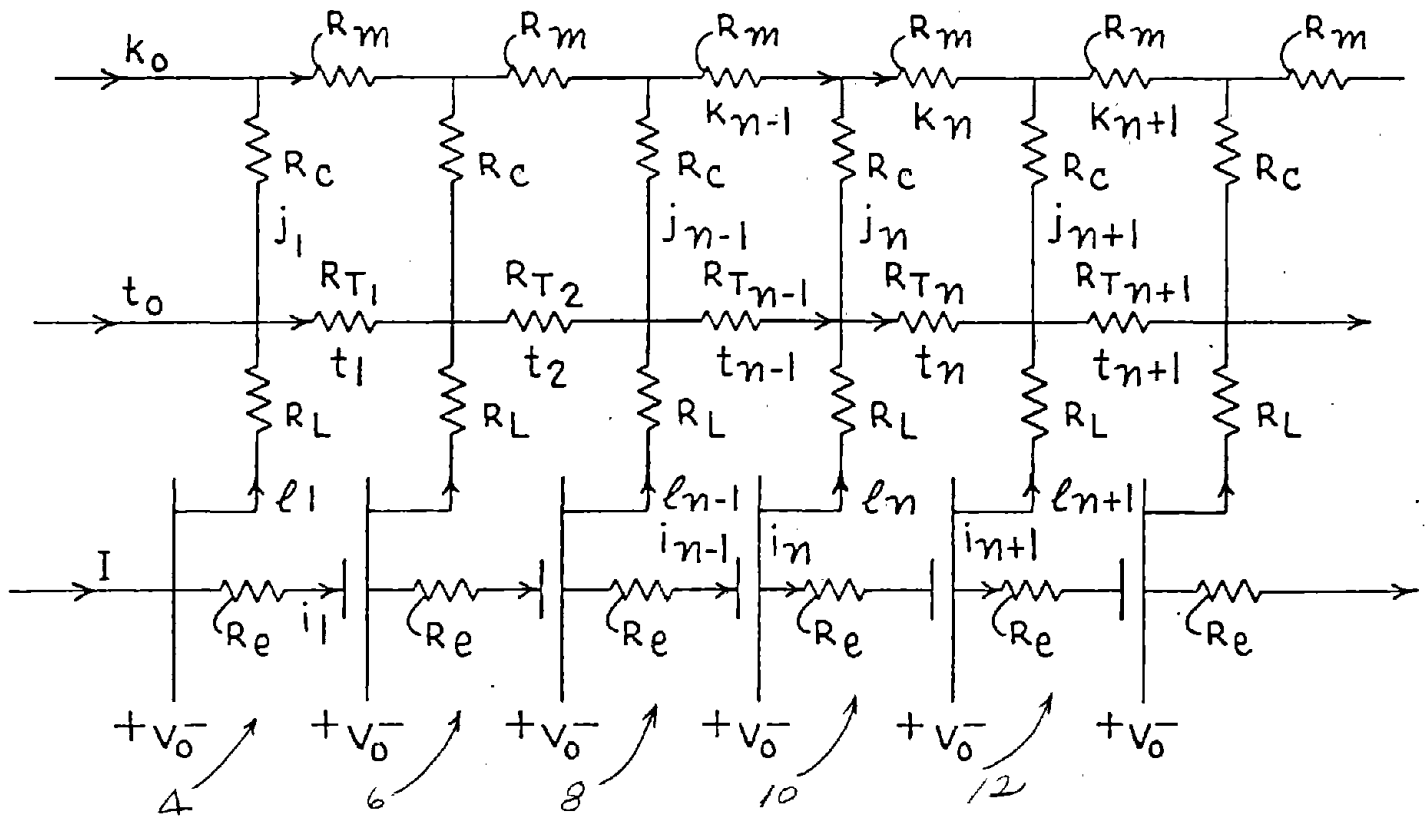 Rm Rm Rm Rm Rm Rm
k0
kn-1 kn kn+1
Rc Rc Rc Rc Rc Rc
j1 jn-1 jn jn+1
t0 RT1 RT2 RTn-1 RTn RTn+1
t1 t2 tn-1 tn tn+1
RL RL RL RL RL RL
ℓ1 ℓn-1 ℓn ℓn+1
I in-1 in in+1
i1
Re Re Re Re Re Re
+v0- +v0- +v0- +v0- +v0- +v0-
4 6 8 10 12